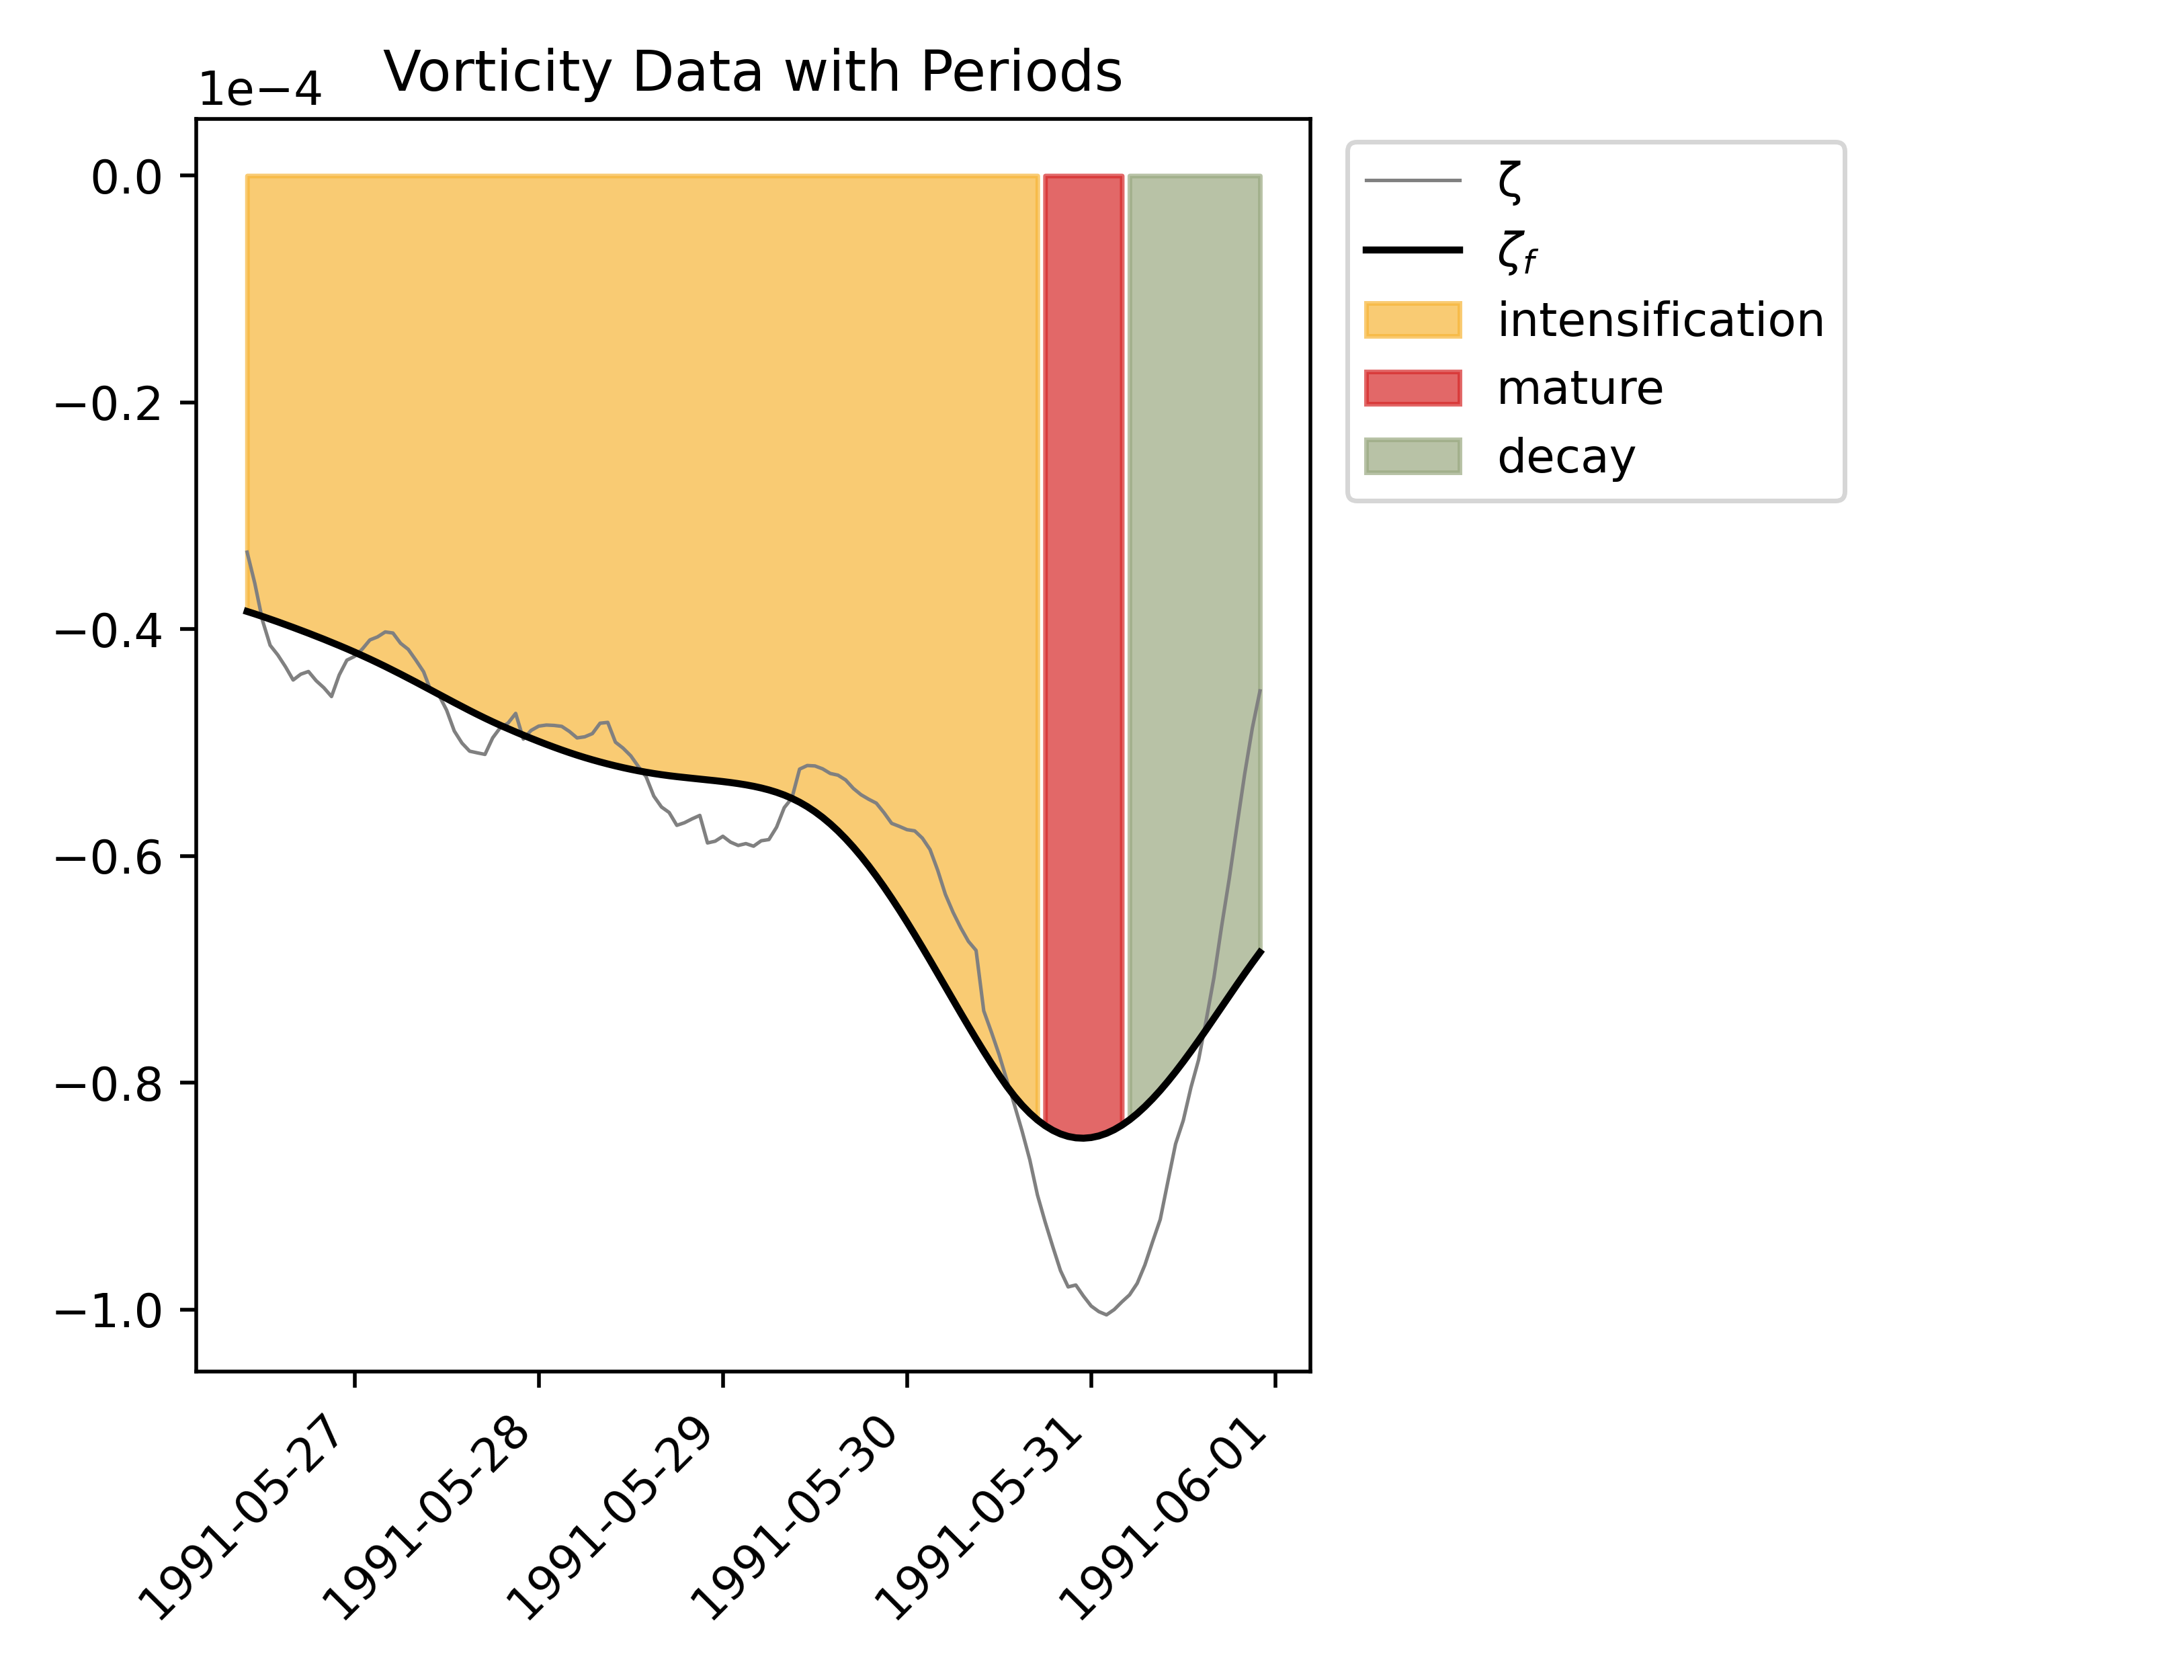 Vorticity Data with Periods
1e−4
0.0
−0.2
−0.4
−0.6
−0.8
−1.0
1991-05-27
1991-05-28
1991-05-29
1991-05-30
1991-05-31
1991-06-01
ζ
ζf
intensification
mature
decay